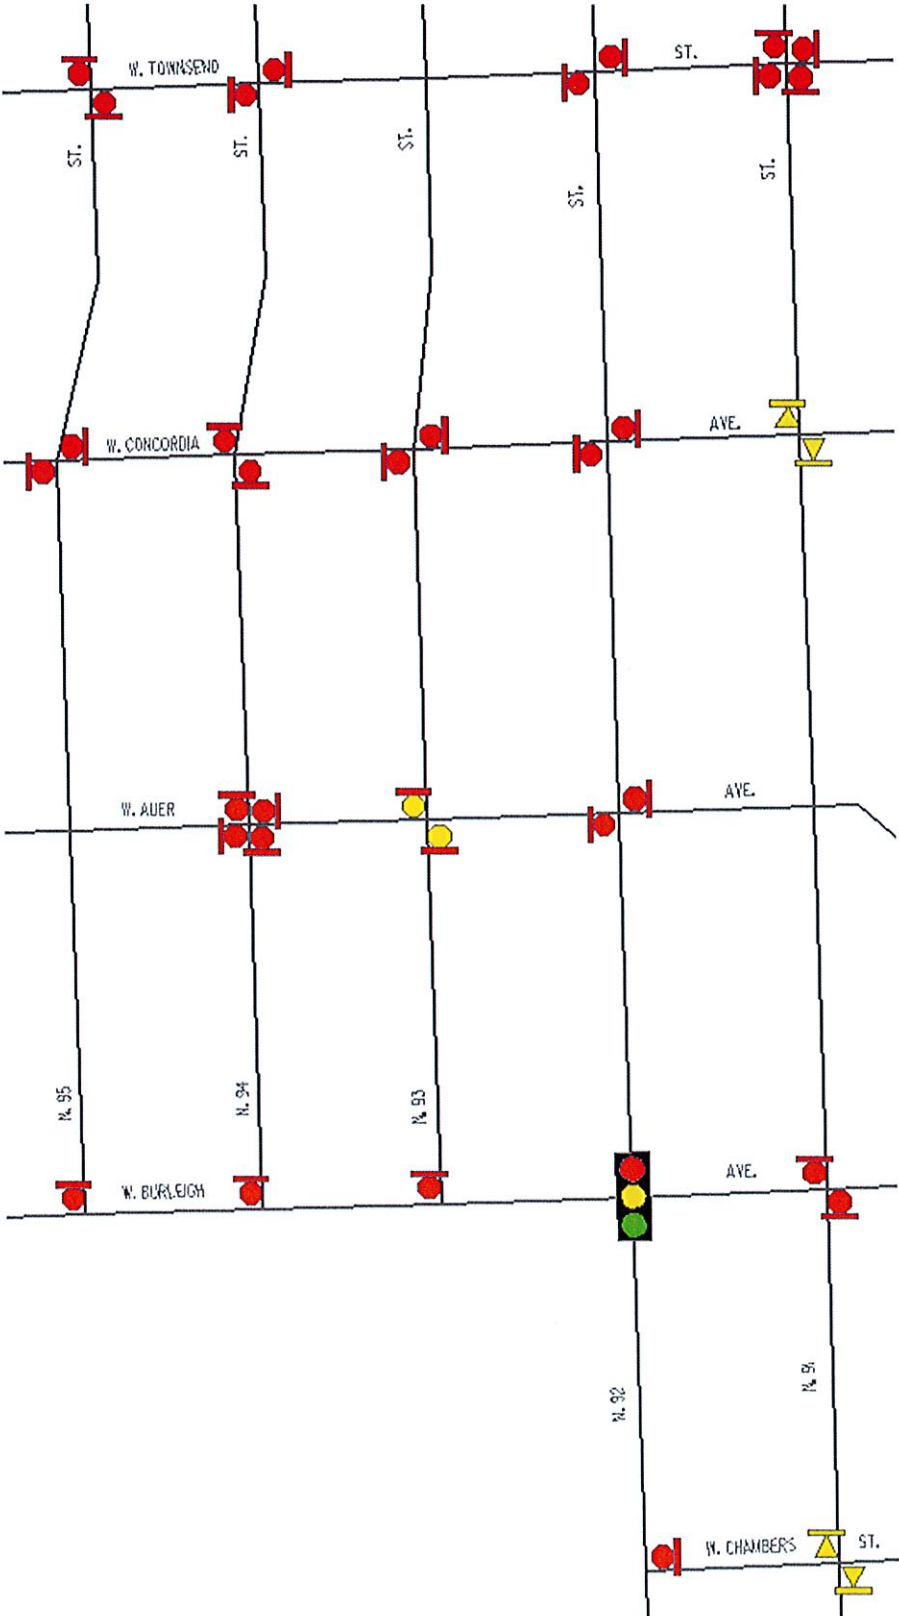 W. TOWNSEND ST.
ST.
ST.
ST.
ST.
ST.
W. CONCORDIA AVE.
W. AUER AVE.
N. 95
N. 94
N. 93
W. BURLEIGH AVE.
N. 92
N. 91
W. CHAMBERS ST.